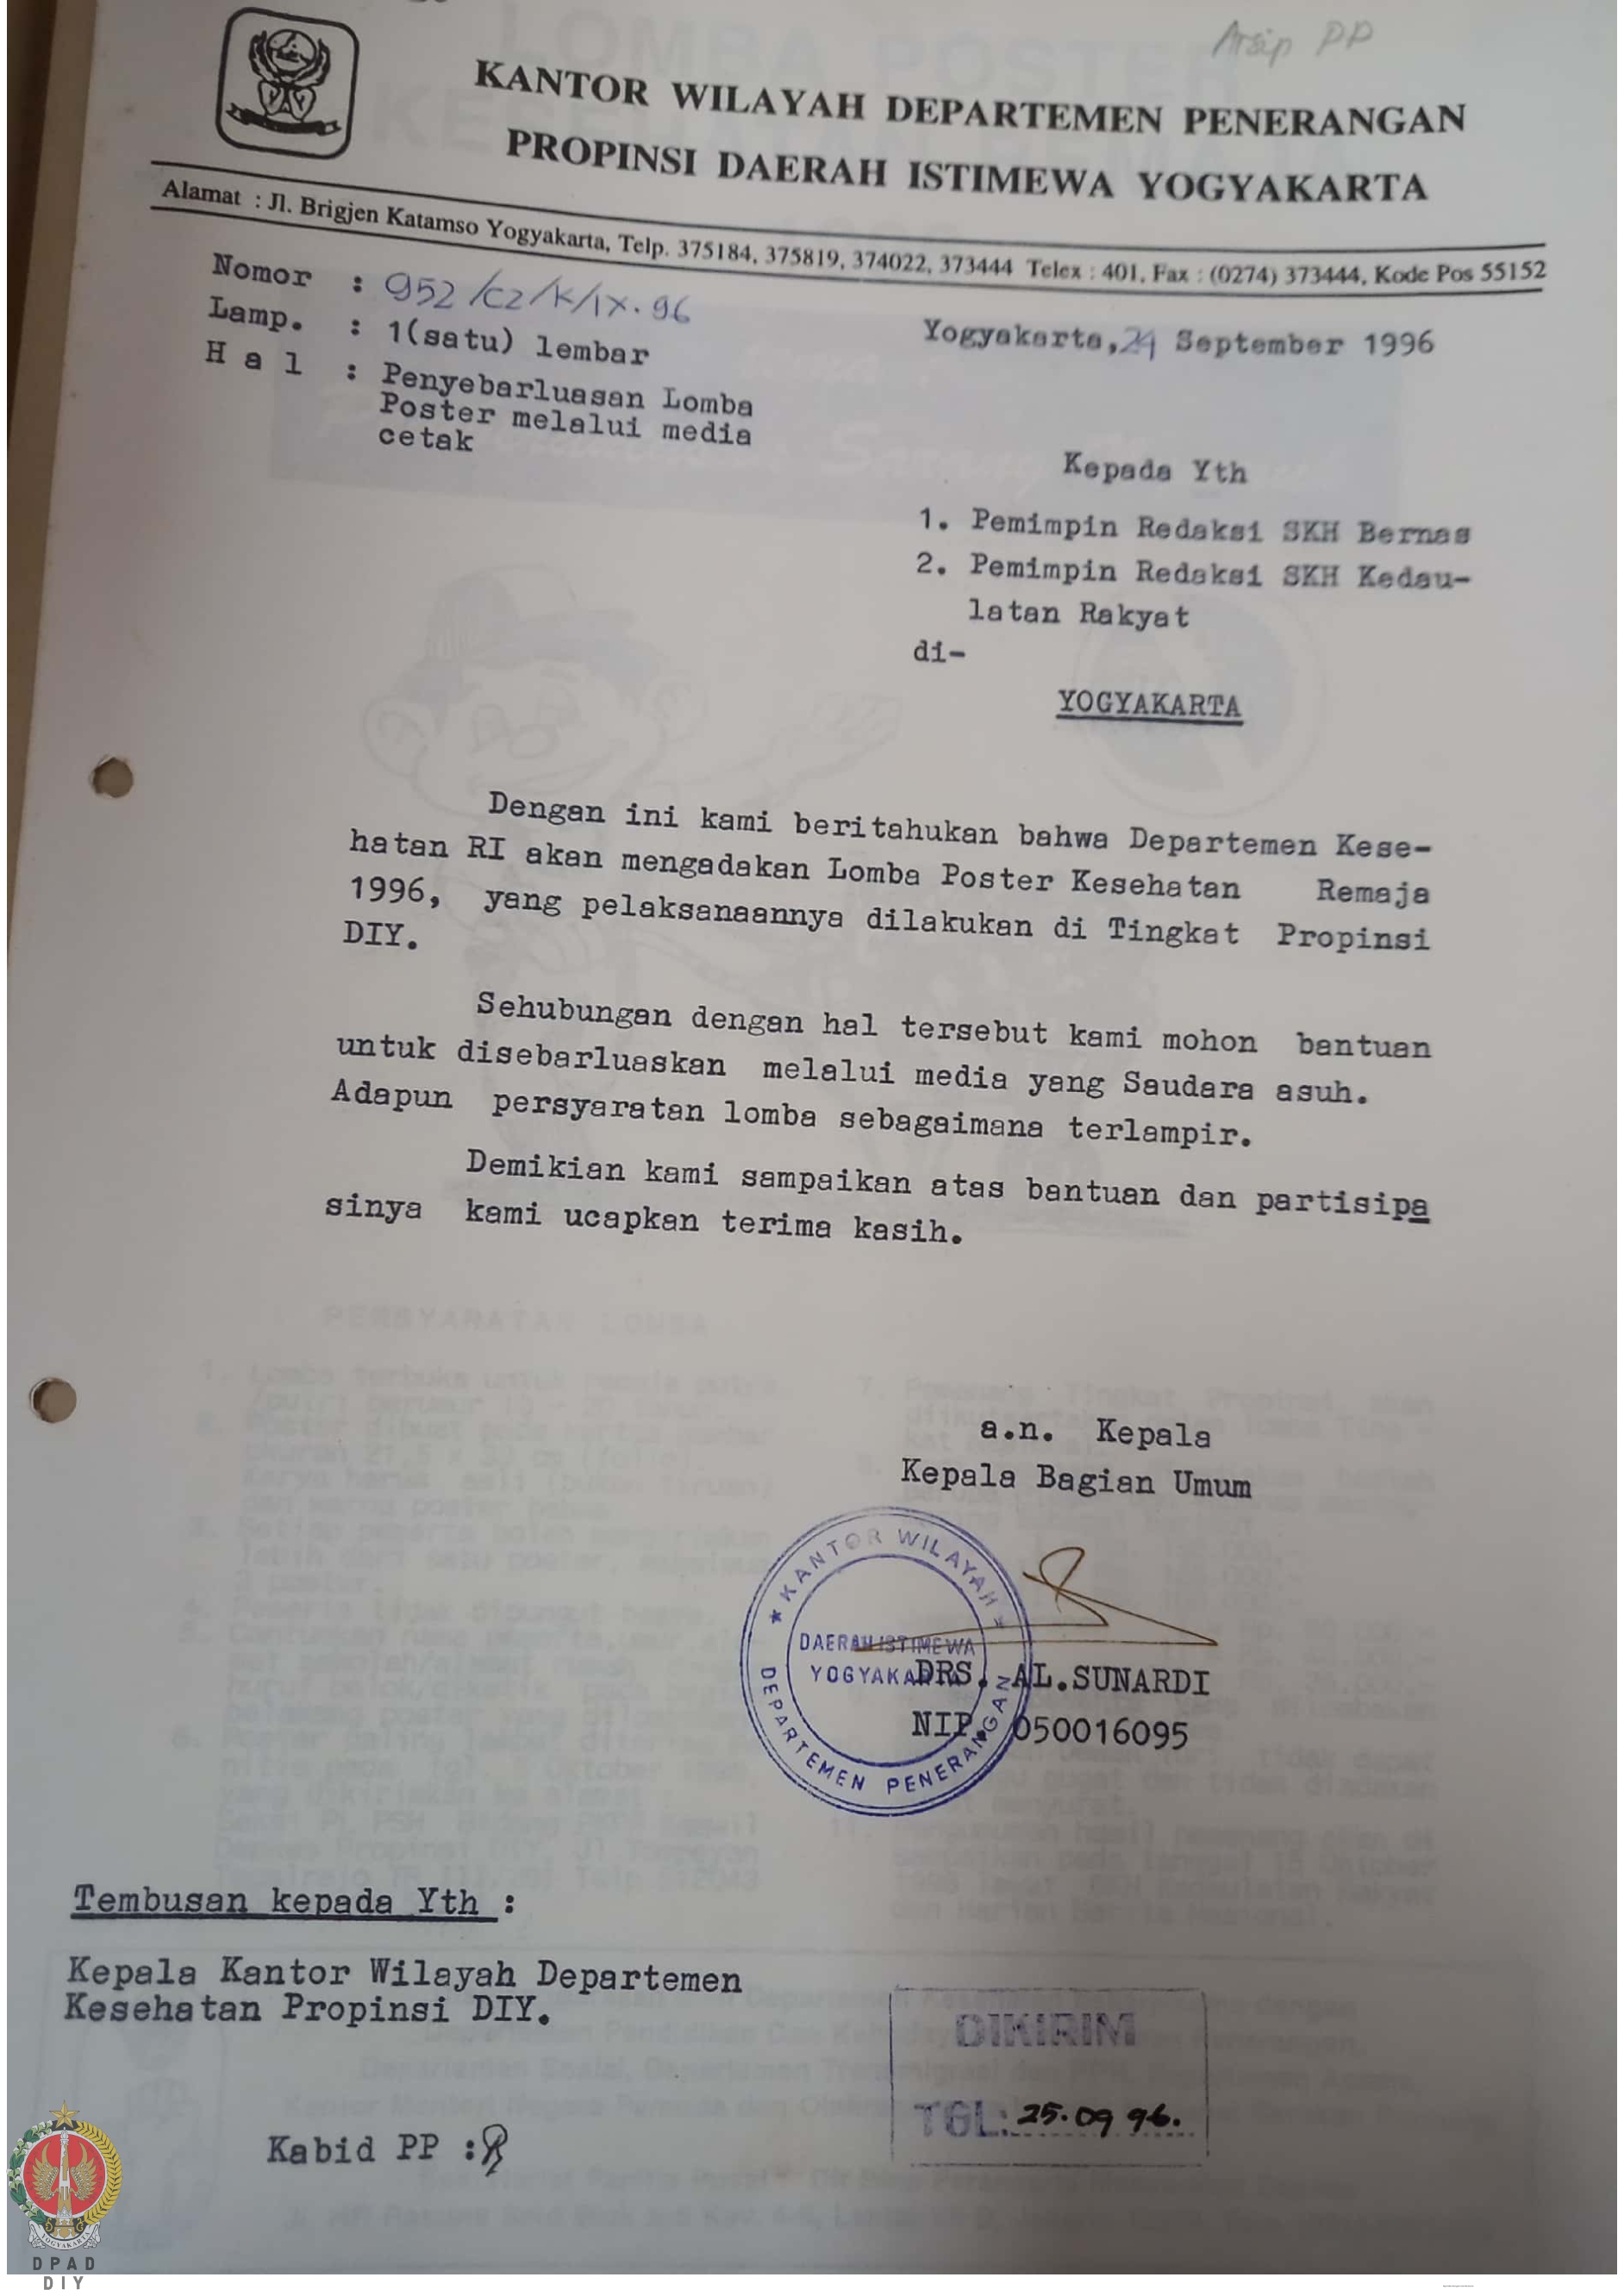 Arsip PP
KANTOR WILAYAH DEPARTEMEN PENERANGAN
PROPINSI DAERAH ISTIMEWA YOGYAKARTA
Alamat : Jl. Brigjen Katamso Yogyakarta, Telp. 375184, 375819, 374022, 373444 Telex : 401, Fax : (0274) 373444, Kode Pos 55152
Nomor : 952/C2/K/IX.96
Yogyakarta, 24 September 1996
Lamp. : 1(satu) lembar
H a l : Penyebarluasan Lomba
Poster melalui media
cetak
Kepada Yth
1. Pemimpin Redaksi SKH Bernas
2. Pemimpin Redaksi SKH Kedau-
latan Rakyat
di-
YOGYAKARTA
Dengan ini kami beritahukan bahwa Departemen Kese-
hatan RI akan mengadakan Lomba Poster Kesehatan Remaja
1996, yang pelaksanaannya dilakukan di Tingkat Propinsi
DIY.
Sehubungan dengan hal tersebut kami mohon bantuan
untuk disebarluaskan melalui media yang Saudara asuh.
Adapun persyaratan lomba sebagaimana terlampir.
Demikian kami sampaikan atas bantuan dan partisipa
sinya kami ucapkan terima kasih.
a.n. Kepala
Kepala Bagian Umum
KANTOR WILAYAH
DAERAH ISTIMEWA
YOGYAKARTA
DEPARTEMEN PENERANGAN
DRS. AL.SUNARDI
NIP. 050016095
Tembusan kepada Yth :
Kepala Kantor Wilayah Departemen
Kesehatan Propinsi DIY.
DIKIRIM
TGL: 25.09 96.
Kabid PP :
YOGYAKARTA
DPAD
DIY